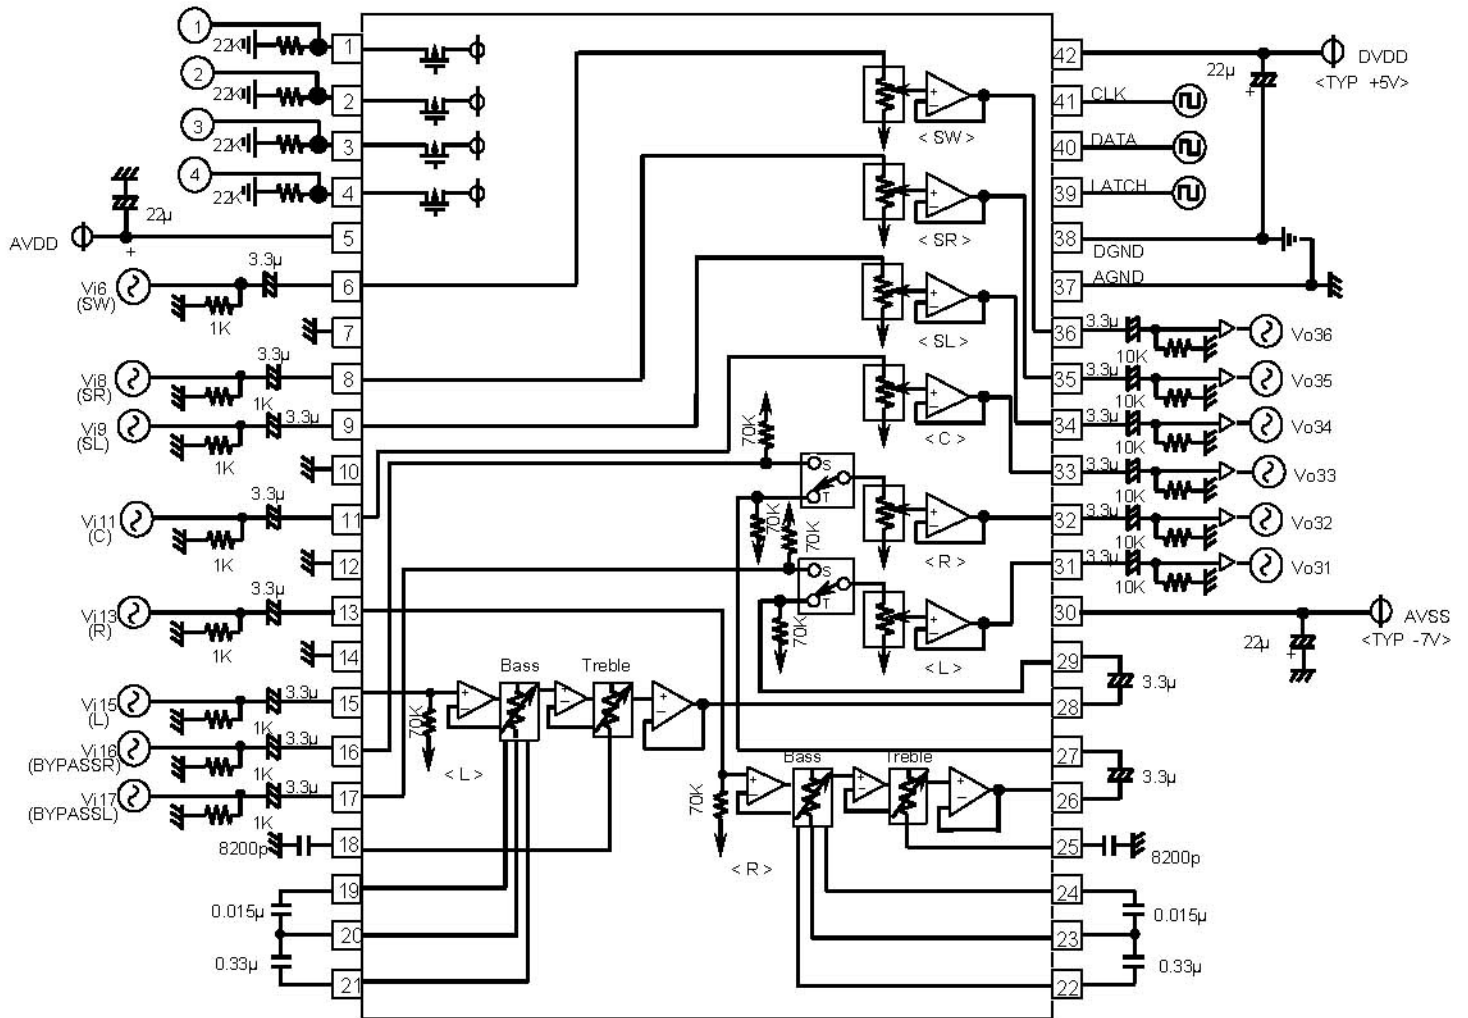 1
22K
1
2
22K
2
3
22K
3
4
22K
4
22µ
+
AVDD
5
3.3µ
Vi6
(SW)
6
1K
7
3.3µ
Vi8
(SR)
8
1K
3.3µ
Vi9
(SL)
9
1K
10
3.3µ
Vi11
(C)
11
1K
12
3.3µ
Vi13
(R)
13
1K
14
3.3µ
Vi15
(L)
15
1K
3.3µ
Vi16
(BYPASSR)
16
1K
3.3µ
Vi17
(BYPASSL)
17
1K
8200p
18
19
0.015µ
20
0.33µ
21
+
−
< SW >
+
−
< SR >
+
−
< SL >
+
−
< C >
70K
S
T
70K
+
−
< R >
70K
S
T
70K
+
−
< L >
Bass
Treble
+
−
+
−
+
−
70K
< L >
Bass
Treble
+
−
+
−
+
−
70K
< R >
42
22µ
+
DVDD
<TYP +5V>
41
CLK
40
DATA
39
LATCH
38
DGND
37
AGND
36
3.3µ
10K
Vo36
35
3.3µ
10K
Vo35
34
3.3µ
10K
Vo34
33
3.3µ
10K
Vo33
32
3.3µ
10K
Vo32
31
3.3µ
10K
Vo31
30
22µ
+
AVSS
<TYP -7V>
29
3.3µ
28
27
3.3µ
26
25
8200p
24
0.015µ
23
0.33µ
22